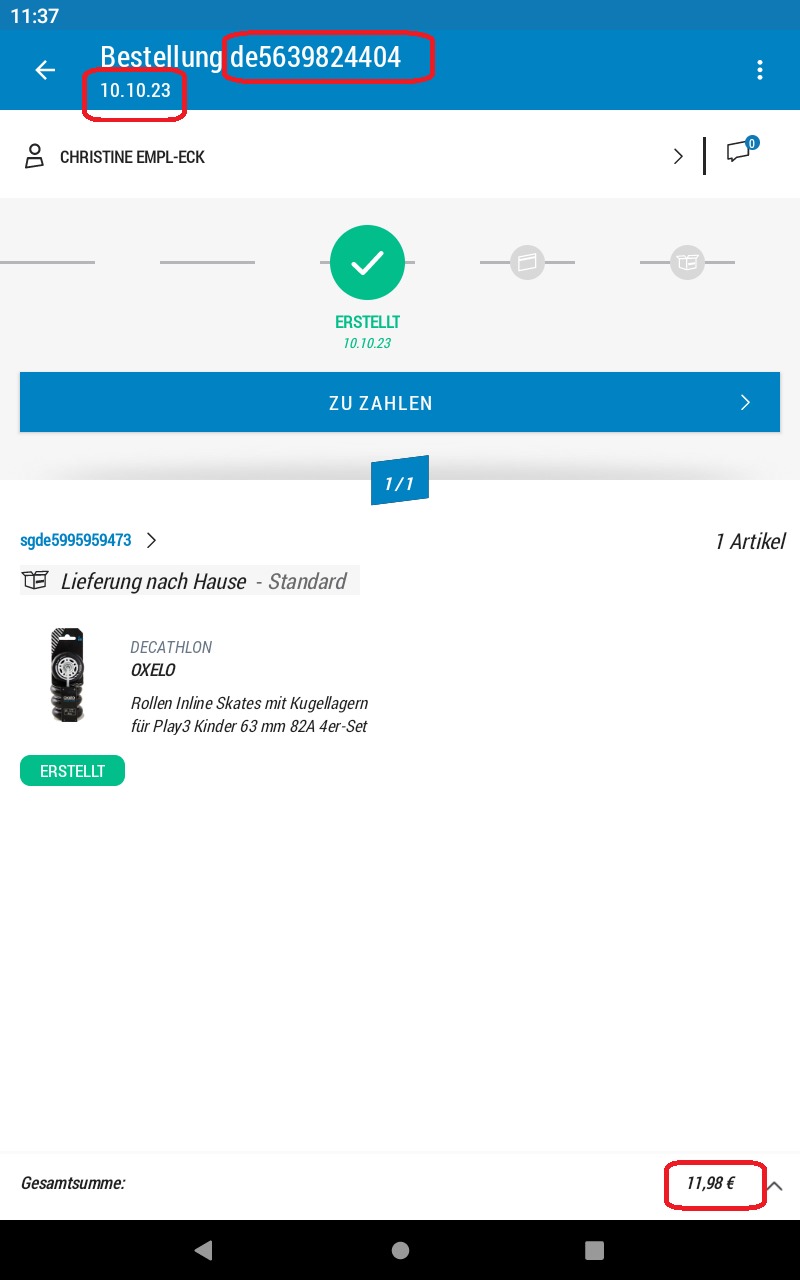 11:37
Bestellung de5639824404
10.10.23
CHRISTINE EMPL-ECK
0
ERSTELLT
10.10.23
ZU ZAHLEN
1 / 1
sgde5995959473
1 Artikel
Lieferung nach Hause - Standard
DECATHLON
OXELO
Rollen Inline Skates mit Kugellagern
für Play3 Kinder 63 mm 82A 4er-Set
ERSTELLT
Gesamtsumme:
11,98 €